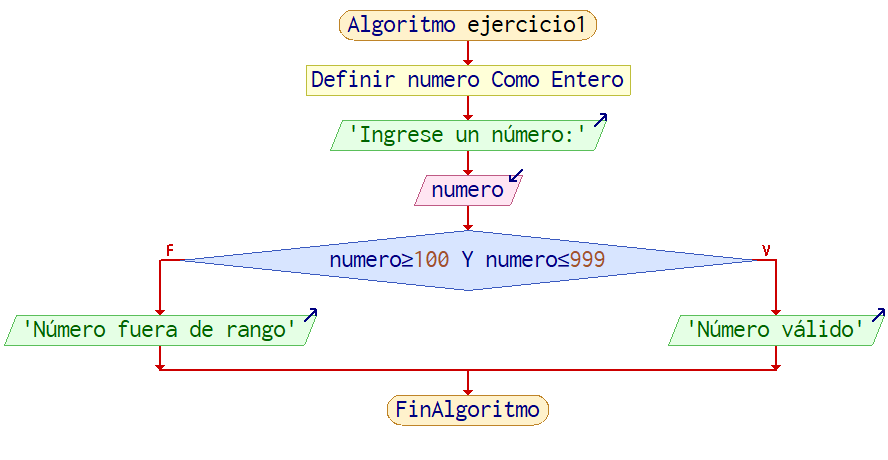 Algoritmo ejercicio1
Definir numero Como Entero
'Ingrese un número:'
numero
F
V
numero≥100 Y numero≤999
'Número fuera de rango'
'Número válido'
FinAlgoritmo